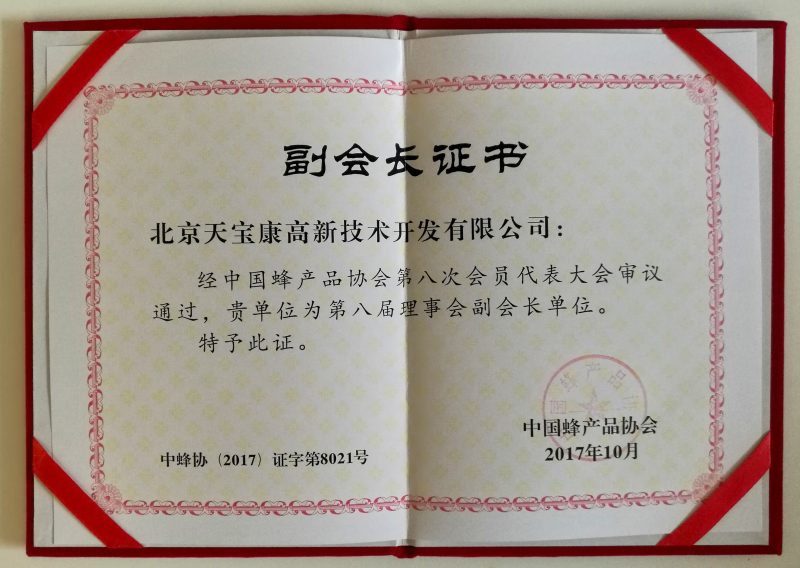 副会长证书
北京天宝康高新技术开发有限公司：
经中国蜂产品协会第八次会员代表大会审议
通过，贵单位为第八届理事会副会长单位。
特予此证。
中国蜂产品协会
2017年10月
中蜂协（2017）证字第8021号